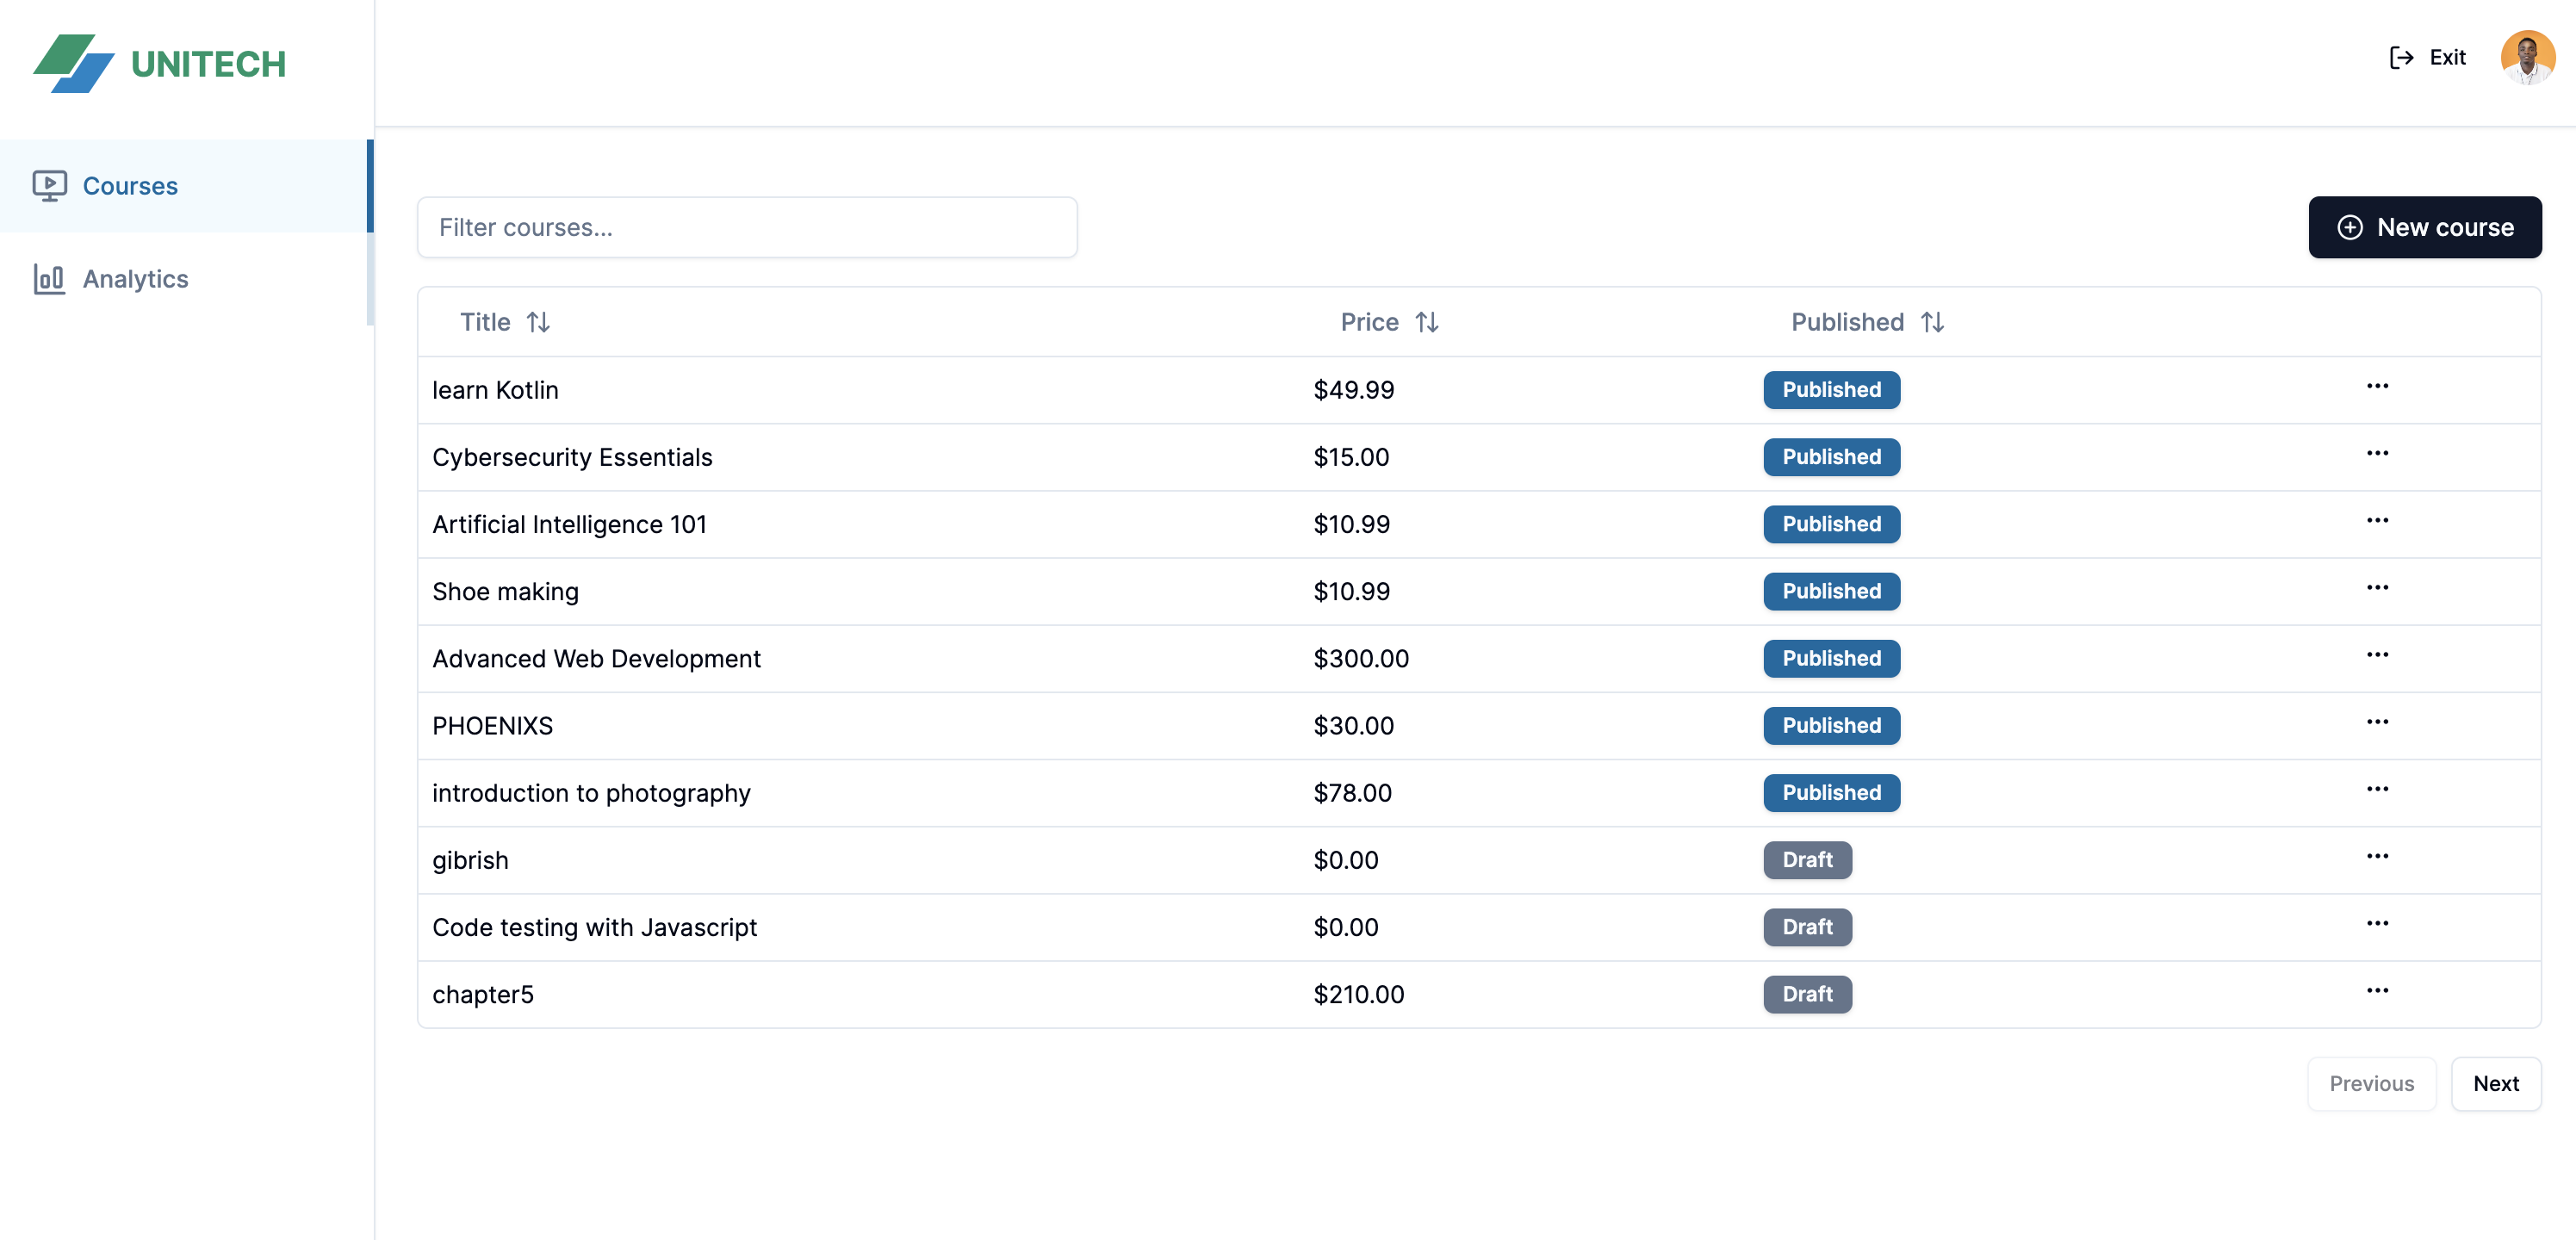 UNITECH
Exit
Courses
Analytics
Filter courses...
New course
Title Price Published
learn Kotlin $49.99 Published ...
Cybersecurity Essentials $15.00 Published ...
Artificial Intelligence 101 $10.99 Published ...
Shoe making $10.99 Published ...
Advanced Web Development $300.00 Published ...
PHOENIXS $30.00 Published ...
introduction to photography $78.00 Published ...
gibrish $0.00 Draft ...
Code testing with Javascript $0.00 Draft ...
chapter5 $210.00 Draft ...
Previous Next